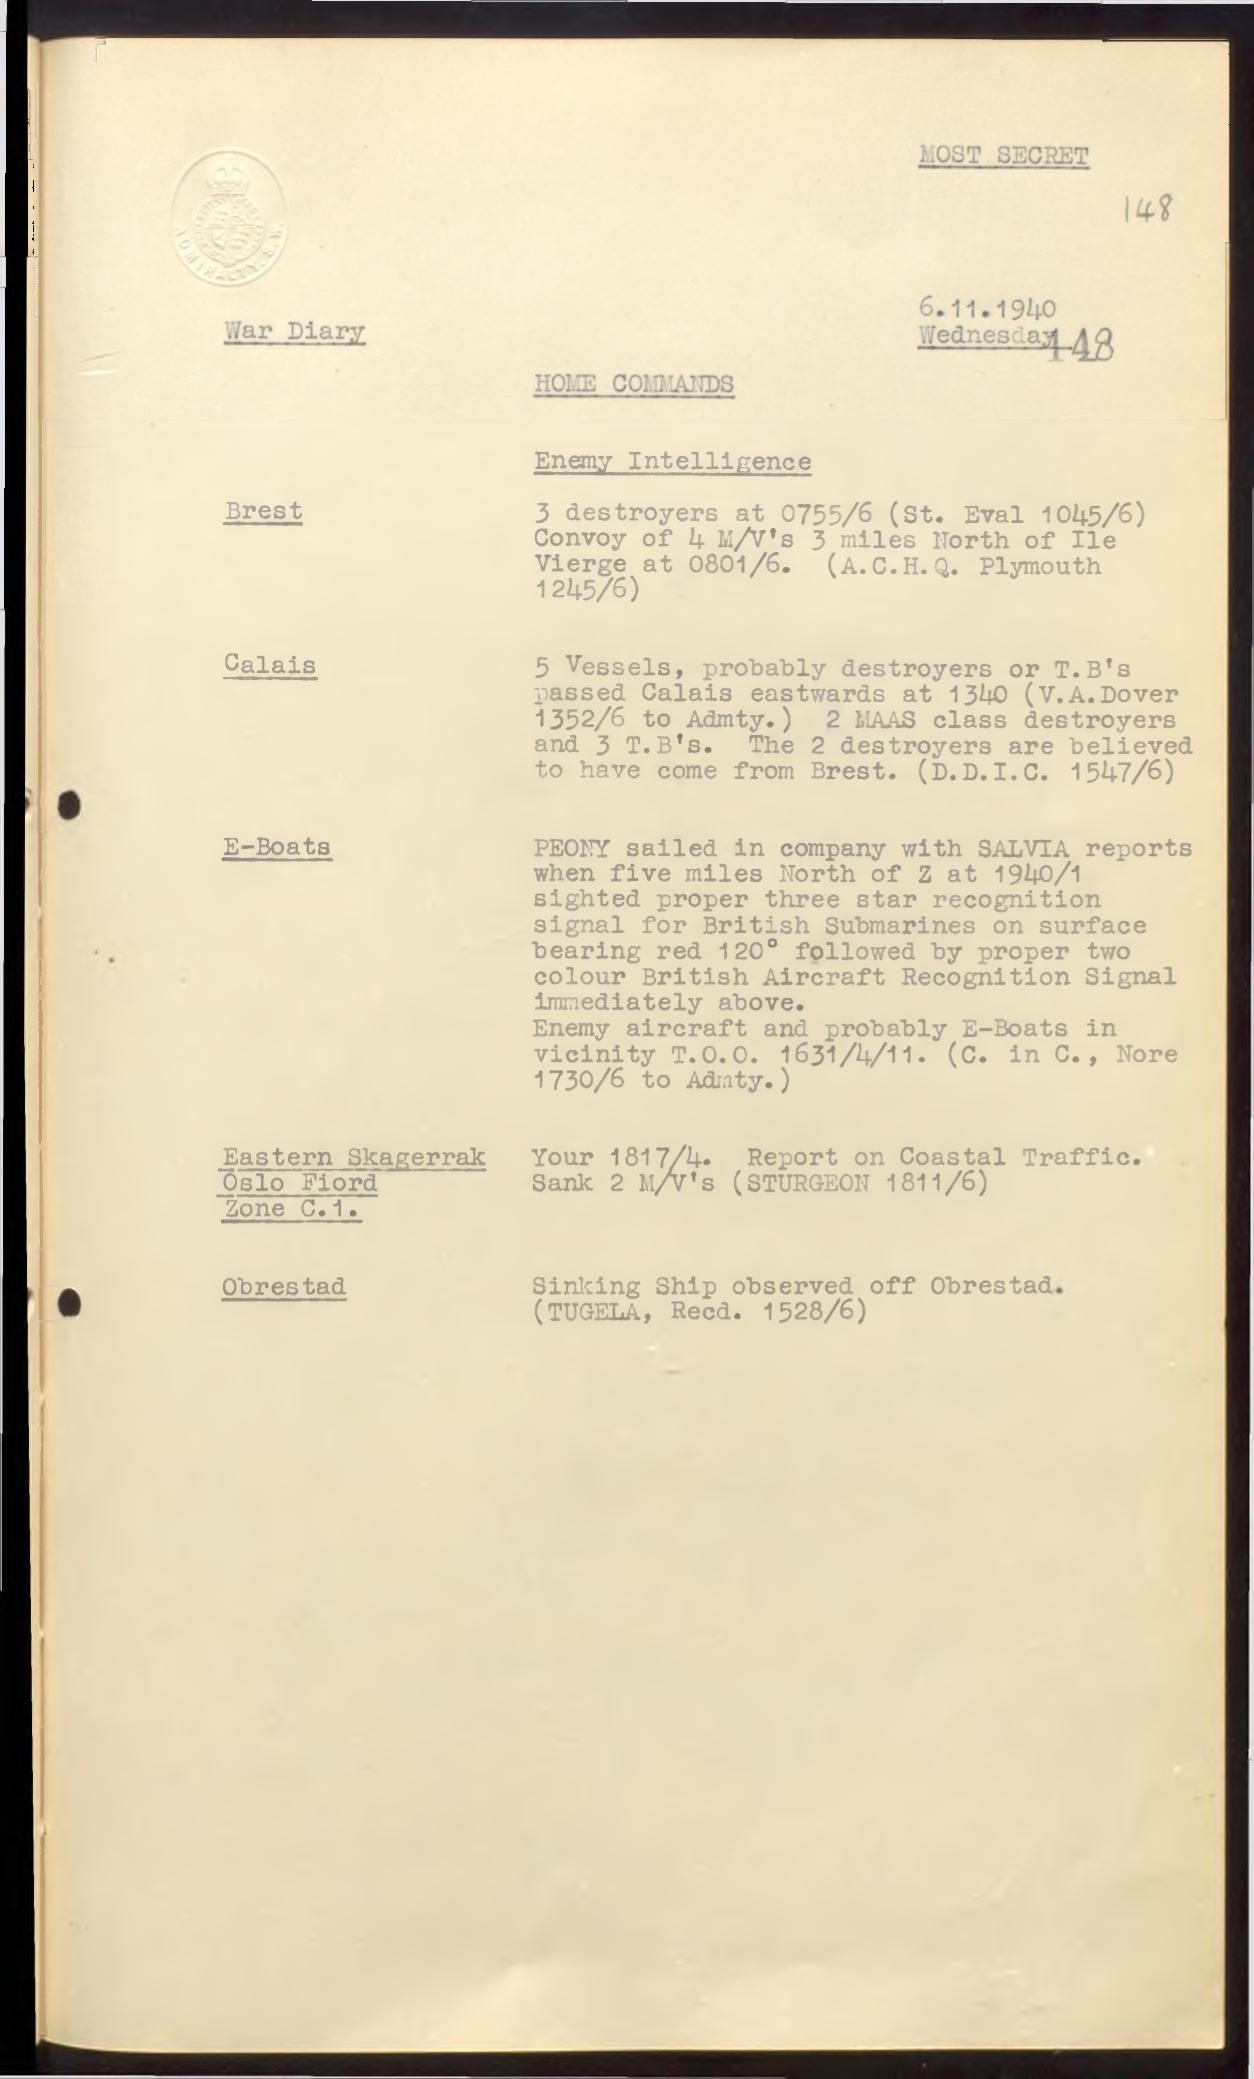 MOST SECRET
148
ADMIRALTY. S.W.
6.11.1940
War Diary
Wednesday
148
HOME COMMANDS
Enemy Intelligence
Brest
3 destroyers at 0755/6 (St. Eval 1045/6)
Convoy of 4 M/V's 3 miles North of Ile
Vierge at 0801/6. (A.C.H.Q. Plymouth
1245/6)
Calais
5 Vessels, probably destroyers or T.B's
passed Calais eastwards at 1340 (V.A.Dover
1352/6 to Admty.) 2 MAAS class destroyers
and 3 T.B's. The 2 destroyers are believed
to have come from Brest. (D.D.I.C. 1547/6)
E-Boats
PEONY sailed in company with SALVIA reports
when five miles North of Z at 1940/1
sighted proper three star recognition
signal for British Submarines on surface
bearing red 120° followed by proper two
colour British Aircraft Recognition Signal
immediately above.
Enemy aircraft and probably E-Boats in
vicinity T.O.O. 1631/4/11. (C. in C., Nore
1730/6 to Admty.)
Eastern Skagerrak
Oslo Fiord
Zone C.1.
Your 1817/4. Report on Coastal Traffic.
Sank 2 M/V's (STURGEON 1811/6)
Obrestad
Sinking Ship observed off Obrestad.
(TUGELA, Recd. 1528/6)